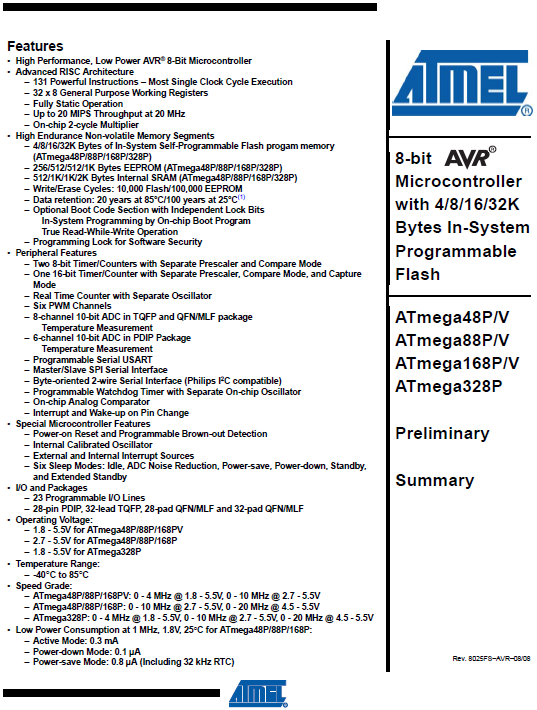 Features
• High Performance, Low Power AVR® 8-Bit Microcontroller
• Advanced RISC Architecture
– 131 Powerful Instructions – Most Single Clock Cycle Execution
– 32 x 8 General Purpose Working Registers
– Fully Static Operation
– Up to 20 MIPS Throughput at 20 MHz
– On-chip 2-cycle Multiplier
• High Endurance Non-volatile Memory Segments
– 4/8/16/32K Bytes of In-System Self-Programmable Flash progam memory
(ATmega48P/88P/168P/328P)
– 256/512/512/1K Bytes EEPROM (ATmega48P/88P/168P/328P)
– 512/1K/1K/2K Bytes Internal SRAM (ATmega48P/88P/168P/328P)
– Write/Erase Cycles: 10,000 Flash/100,000 EEPROM
– Data retention: 20 years at 85°C/100 years at 25°C(1)
– Optional Boot Code Section with Independent Lock Bits
In-System Programming by On-chip Boot Program
True Read-While-Write Operation
– Programming Lock for Software Security
• Peripheral Features
– Two 8-bit Timer/Counters with Separate Prescaler and Compare Mode
– One 16-bit Timer/Counter with Separate Prescaler, Compare Mode, and Capture
Mode
– Real Time Counter with Separate Oscillator
– Six PWM Channels
– 8-channel 10-bit ADC in TQFP and QFN/MLF package
Temperature Measurement
– 6-channel 10-bit ADC in PDIP Package
Temperature Measurement
– Programmable Serial USART
– Master/Slave SPI Serial Interface
– Byte-oriented 2-wire Serial Interface (Philips I²C compatible)
– Programmable Watchdog Timer with Separate On-chip Oscillator
– On-chip Analog Comparator
– Interrupt and Wake-up on Pin Change
• Special Microcontroller Features
– Power-on Reset and Programmable Brown-out Detection
– Internal Calibrated Oscillator
– External and Internal Interrupt Sources
– Six Sleep Modes: Idle, ADC Noise Reduction, Power-save, Power-down, Standby,
and Extended Standby
• I/O and Packages
– 23 Programmable I/O Lines
– 28-pin PDIP, 32-lead TQFP, 28-pad QFN/MLF and 32-pad QFN/MLF
• Operating Voltage:
– 1.8 - 5.5V for ATmega48P/88P/168PV
– 2.7 - 5.5V for ATmega48P/88P/168P
– 1.8 - 5.5V for ATmega328P
• Temperature Range:
– -40°C to 85°C
• Speed Grade:
– ATmega48P/88P/168PV: 0 - 4 MHz @ 1.8 - 5.5V, 0 - 10 MHz @ 2.7 - 5.5V
– ATmega48P/88P/168P: 0 - 10 MHz @ 2.7 - 5.5V, 0 - 20 MHz @ 4.5 - 5.5V
– ATmega328P: 0 - 4 MHz @ 1.8 - 5.5V, 0 - 10 MHz @ 2.7 - 5.5V, 0 - 20 MHz @ 4.5 - 5.5V
• Low Power Consumption at 1 MHz, 1.8V, 25°C for ATmega48P/88P/168P:
– Active Mode: 0.3 mA
– Power-down Mode: 0.1 µA
– Power-save Mode: 0.8 µA (Including 32 kHz RTC)
ATMEL
8-bit AVR®
Microcontroller
with 4/8/16/32K
Bytes In-System
Programmable
Flash
ATmega48P/V
ATmega88P/V
ATmega168P/V
ATmega328P
Preliminary
Summary
Rev. 8025FS–AVR–08/08
ATMEL